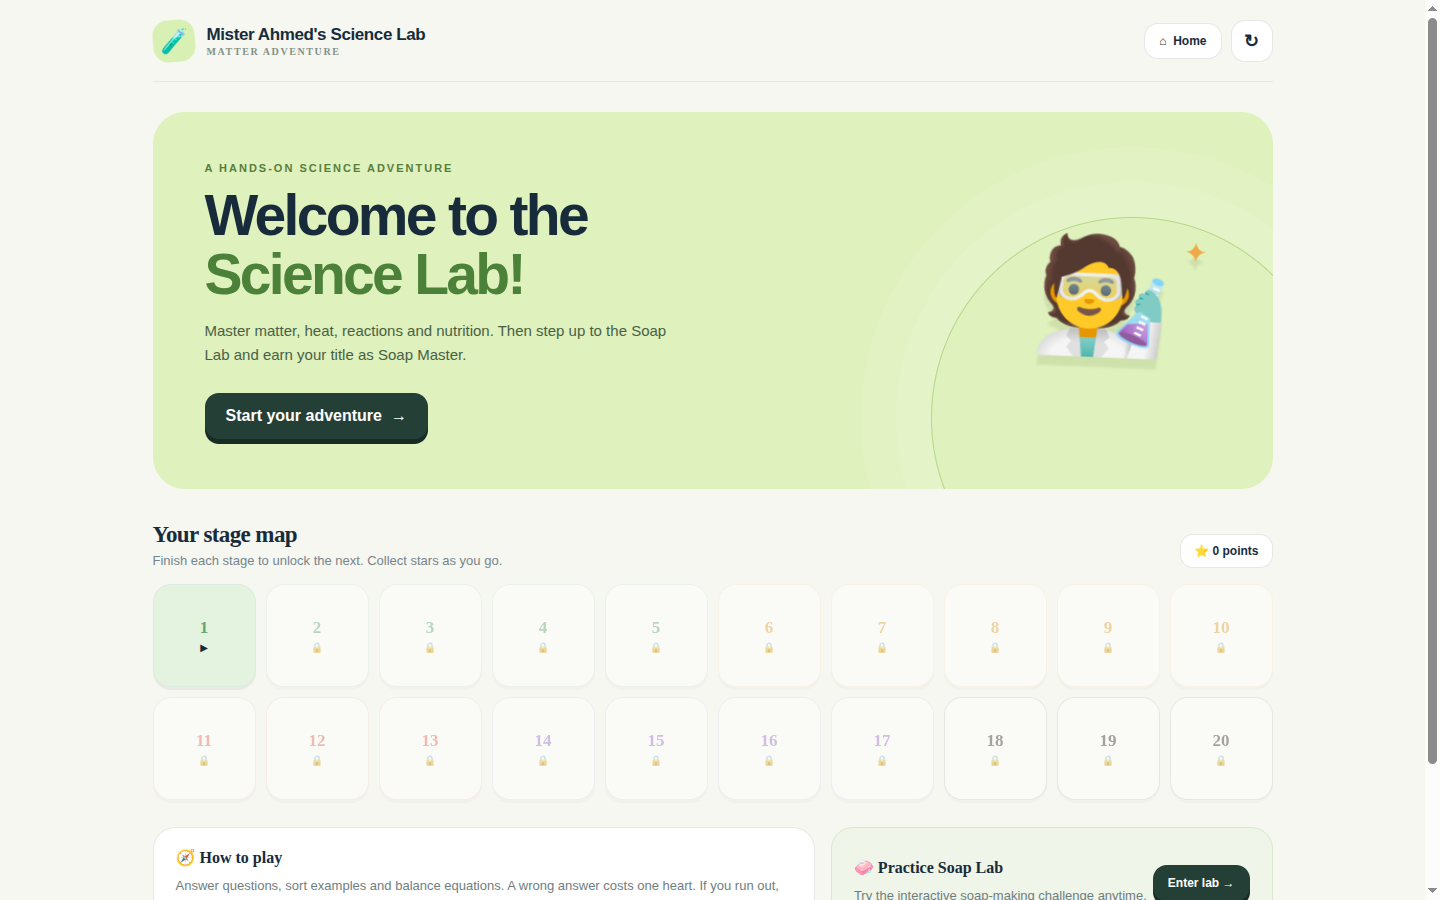 Mister Ahmed's Science Lab
MATTER ADVENTURE
Home
A HANDS-ON SCIENCE ADVENTURE
Welcome to the
Science Lab!
Master matter, heat, reactions and nutrition. Then step up to the Soap
Lab and earn your title as Soap Master.
Start your adventure →
Your stage map
Finish each stage to unlock the next. Collect stars as you go.
⭐ 0 points
1 2 3 4 5 6 7 8 9 10
11 12 13 14 15 16 17 18 19 20
How to play
Answer questions, sort examples and balance equations. A wrong answer costs one heart. If you run out,
Practice Soap Lab
Try the interactive soap-making challenge anytime.
Enter lab →